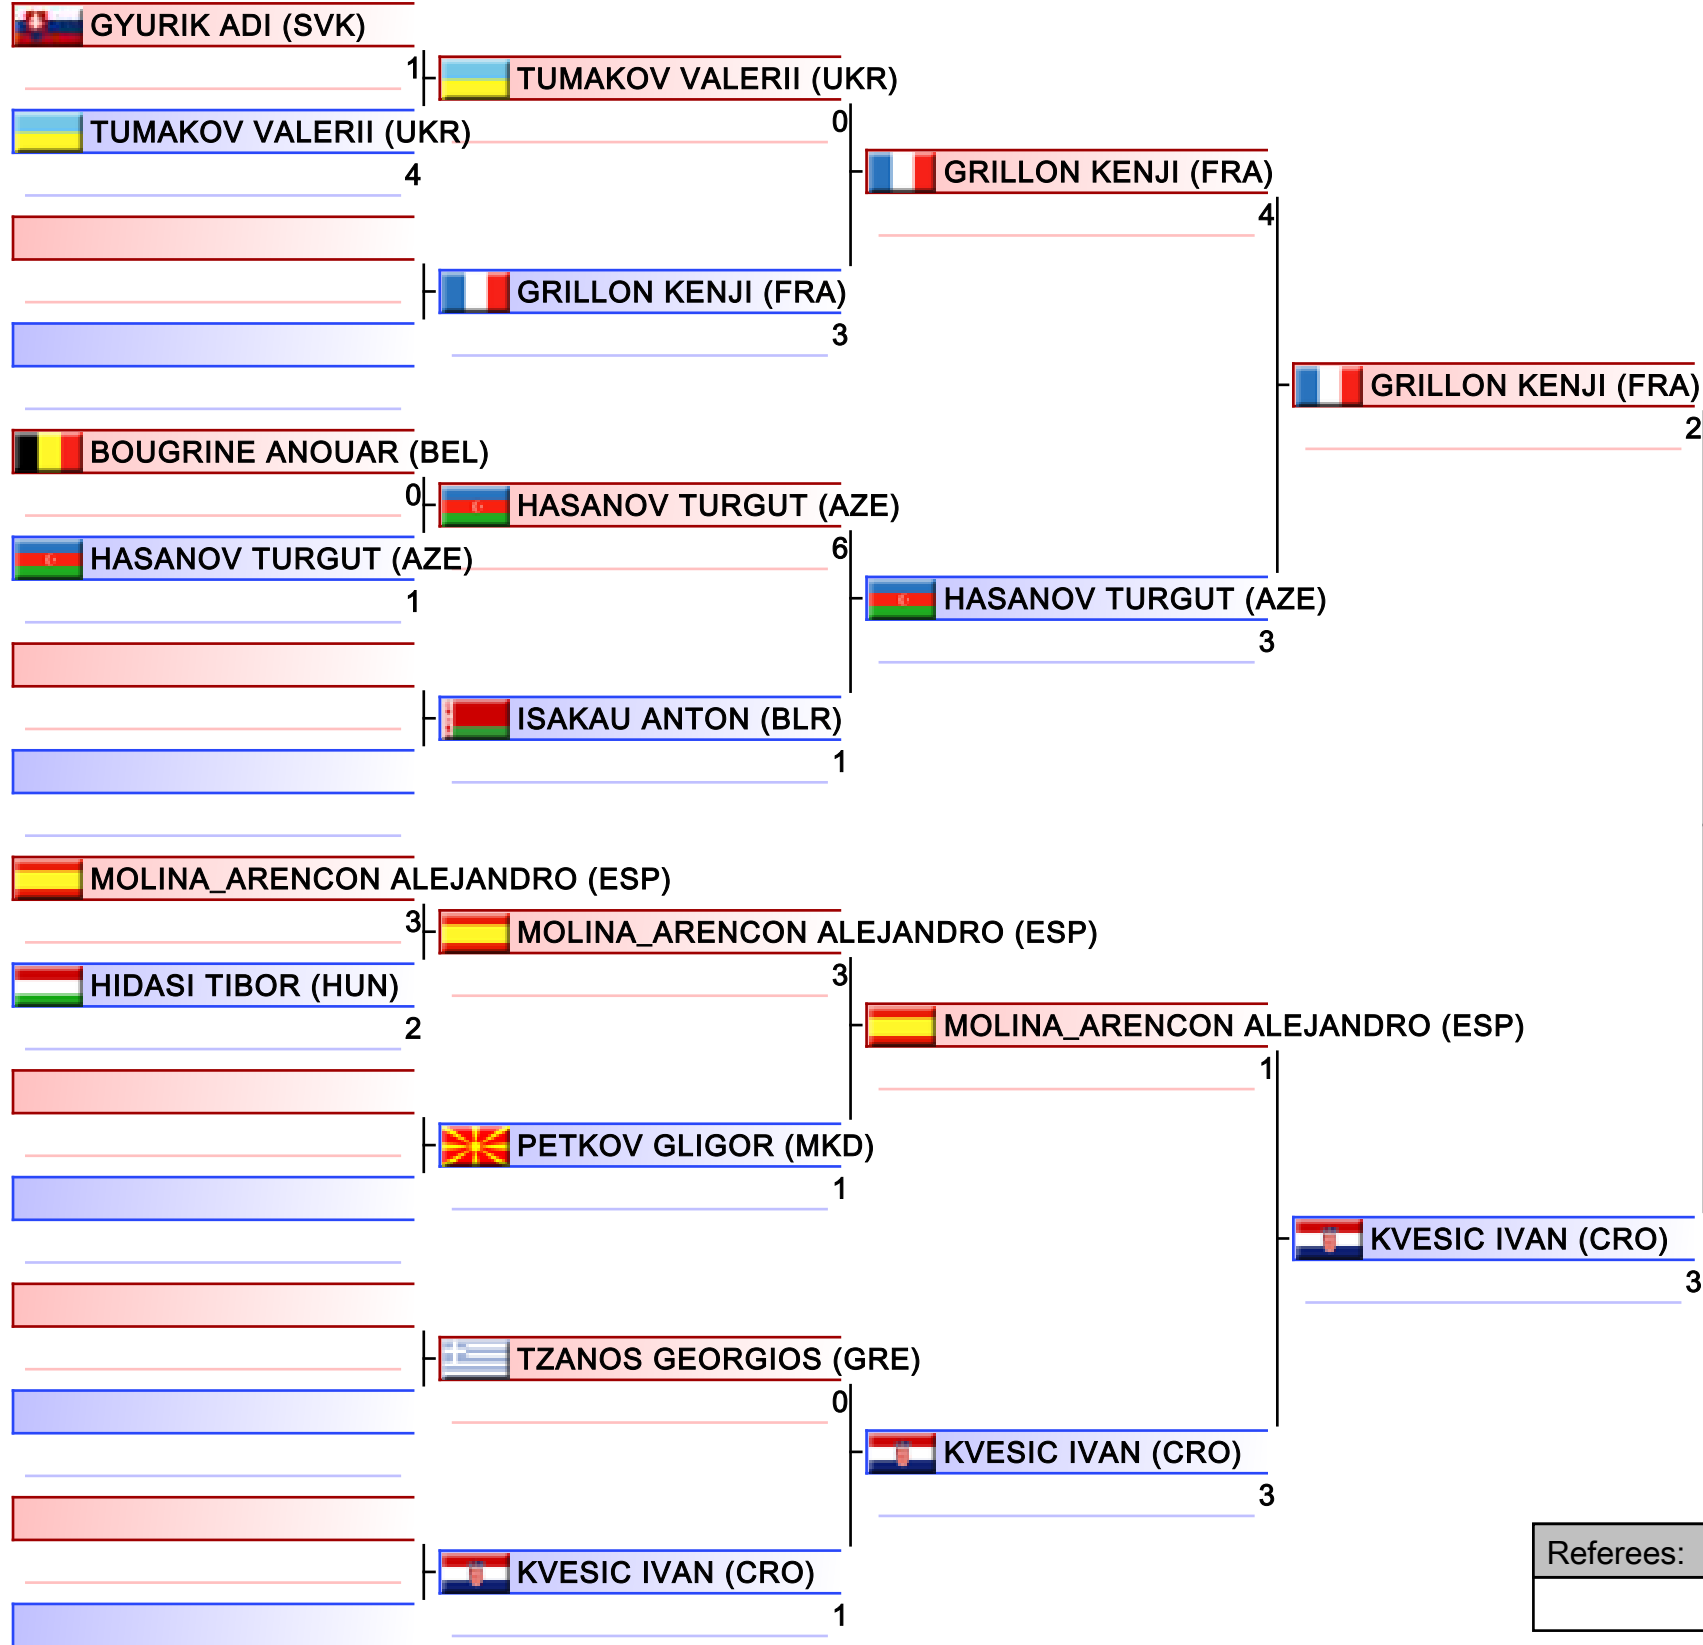 GYURIK ADI (SVK)
1
TUMAKOV VALERII (UKR)
4
BOUGRINE ANOUAR (BEL)
0
HASANOV TURGUT (AZE)
1
MOLINA_ARENCON ALEJANDRO (ESP)
3
HIDASI TIBOR (HUN)
2
TUMAKOV VALERII (UKR)
0
GRILLON KENJI (FRA)
3
HASANOV TURGUT (AZE)
6
ISAKAU ANTON (BLR)
1
MOLINA_ARENCON ALEJANDRO (ESP)
3
PETKOV GLIGOR (MKD)
1
TZANOS GEORGIOS (GRE)
0
KVESIC IVAN (CRO)
1
GRILLON KENJI (FRA)
4
HASANOV TURGUT (AZE)
3
MOLINA_ARENCON ALEJANDRO (ESP)
1
KVESIC IVAN (CRO)
3
GRILLON KENJI (FRA)
2
KVESIC IVAN (CRO)
3
Referees: